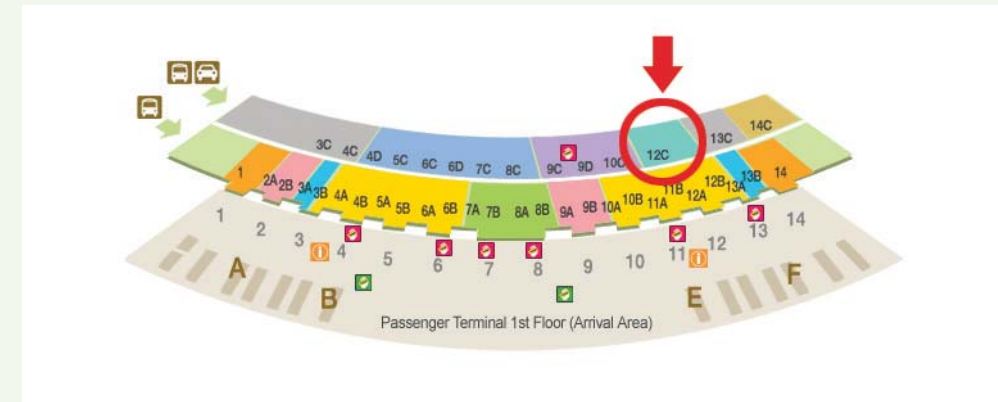 3C 4C 4D 5C 6C 6D 7C 8C 9C 9D 10C 12C 13C 14C
1 2A 2B 3A 3B 4A 4B 5A 5B 6A 6B 7A 7B 8A 8B 9A 9B 10A 10B 11A 11B 12A 12B 13A 13B 14
1 2 3 4 5 6 7 8 9 10 11 12 13 14
A B E F
Passenger Terminal 1st Floor (Arrival Area)